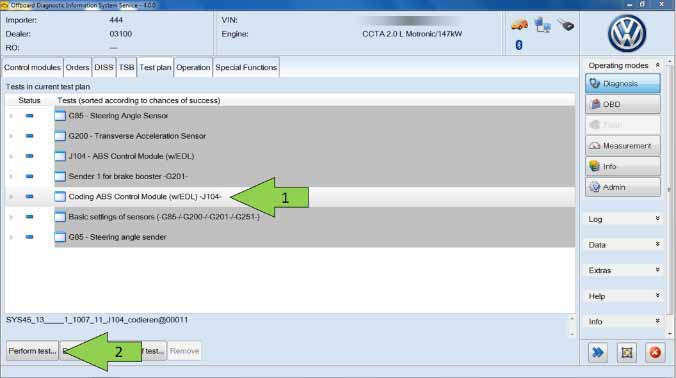 Offboard Diagnostic Information System Service - 4.0.0
Importer: 444
Dealer: 03100
RO: ---
VIN:
Engine: CCTA 2.0 L Motronic/147kW
Control modules Orders DISS TSB Test plan Operation Special Functions
Tests in current test plan
Status Tests (sorted according to chances of success)
G85 - Steering Angle Sensor
G200 - Transverse Acceleration Sensor
J104 - ABS Control Module (w/EDL)
Sender 1 for brake booster -G201-
Coding ABS Control Module (w/EDL) -J104-
1
Basic settings of sensors (-G85-/-G200-/-G201-/-G251-)
G85 - Steering angle sender
SYS45_13____1_1007_11_J104_codieren@00011
Perform test...
2
test...
Remove
Operating modes
Diagnosis
OBD
Flash
Measurement
Info
Admin
Log
Data
Extras
Help
Info